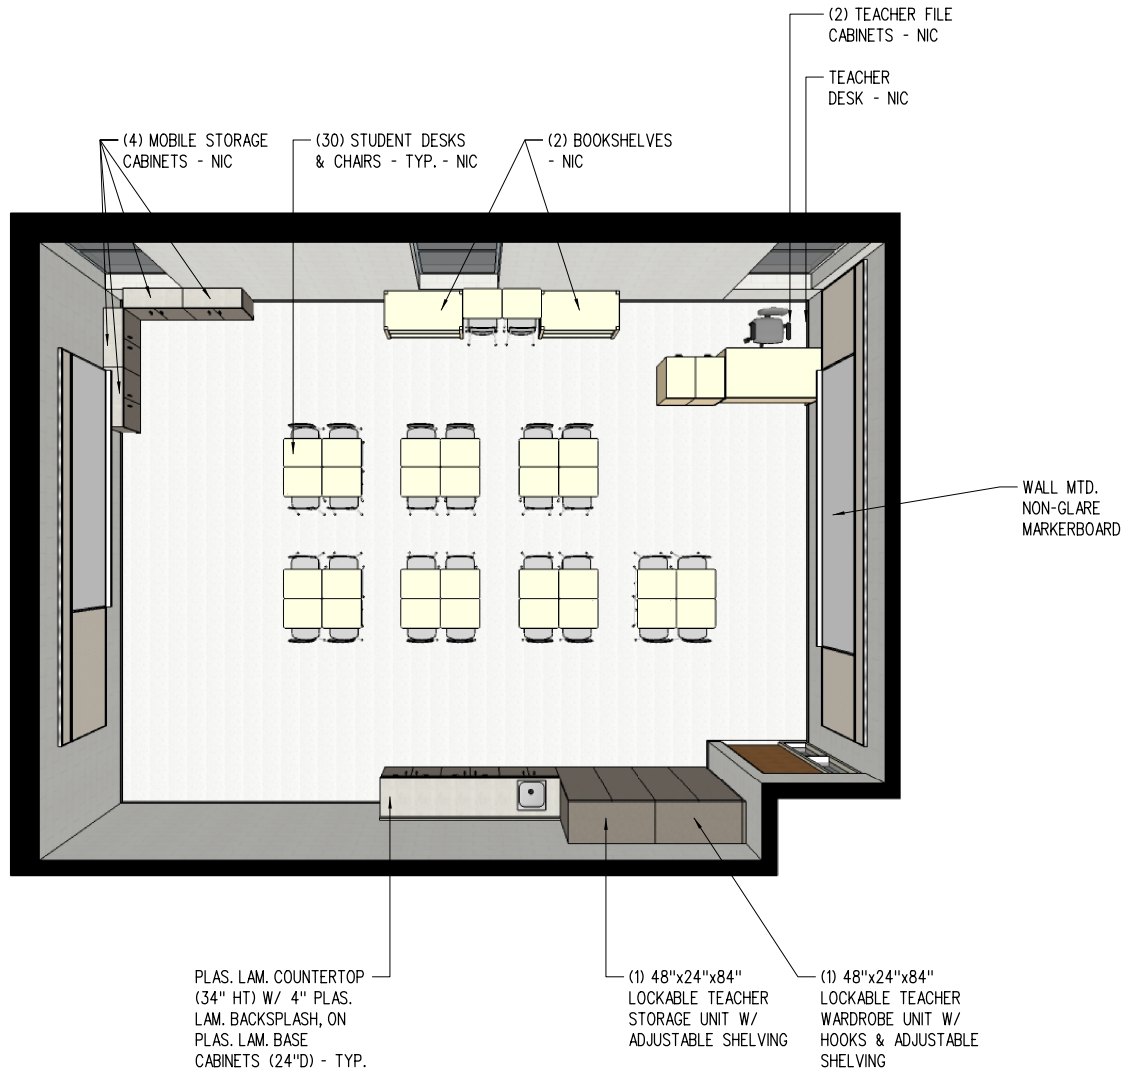 (2) TEACHER FILE
CABINETS - NIC
TEACHER
DESK - NIC
(4) MOBILE STORAGE
CABINETS - NIC
(30) STUDENT DESKS
& CHAIRS - TYP. - NIC
(2) BOOKSHELVES
- NIC
WALL MTD.
NON-GLARE
MARKERBOARD
PLAS. LAM. COUNTERTOP
(34" HT) W/ 4" PLAS.
LAM. BACKSPLASH, ON
PLAS. LAM. BASE
CABINETS (24"D) - TYP.
(1) 48"x24"x84"
LOCKABLE TEACHER
STORAGE UNIT W/
ADJUSTABLE SHELVING
(1) 48"x24"x84"
LOCKABLE TEACHER
WARDROBE UNIT W/
HOOKS & ADJUSTABLE
SHELVING